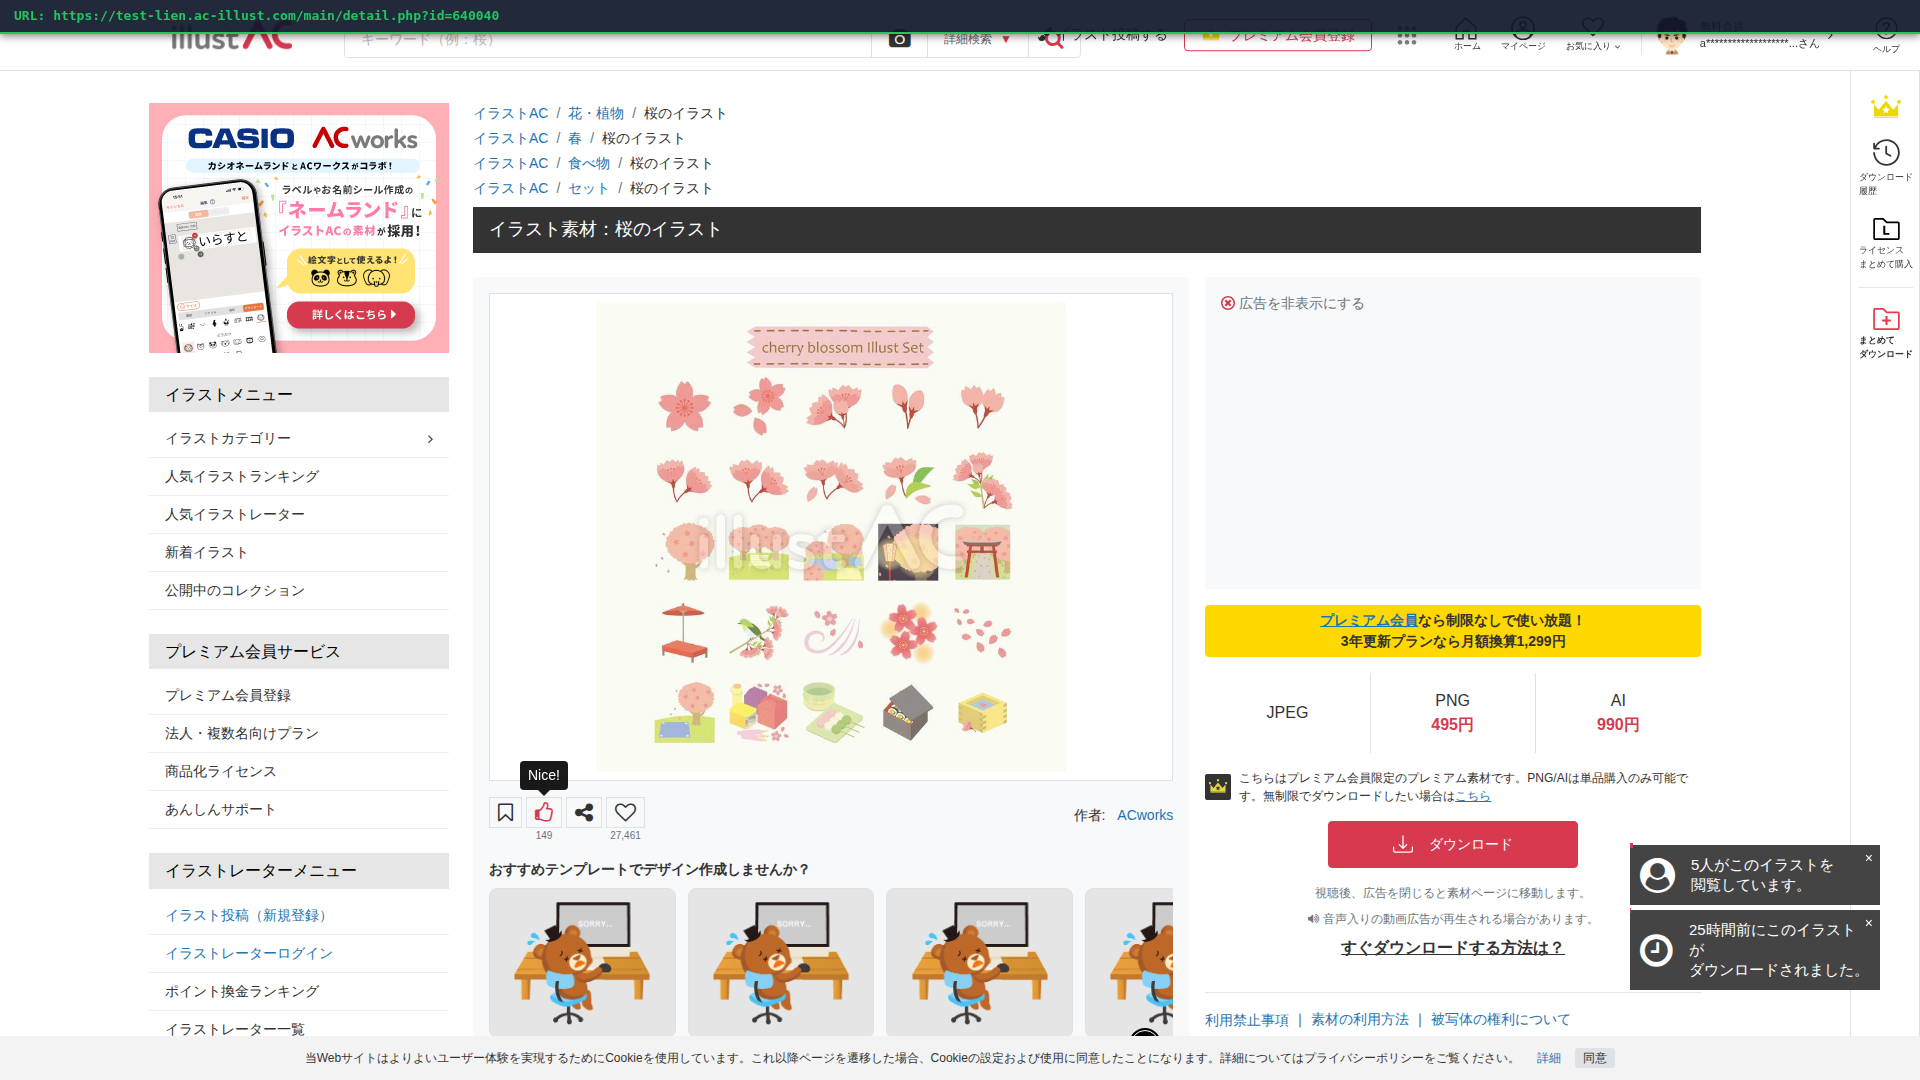 URL: https://test-lien.ac-illust.com/main/detail.php?id=640040
illustAC
キーワード（例：桜）
詳細検索 ▼
イラスト投稿する
プレミアム会員登録
ホーム
マイページ
お気に入り
無料会員
a*******************...さん
ヘルプ
CASIO ACworks
カシオネームランドとACワークスがコラボ！
ラベルやお名前シール作成の
『ネームランド』に
イラストACの素材が採用！
いらすと
絵文字として使えるよ！
詳しくはこちら
イラストAC / 花・植物 / 桜のイラスト
イラストAC / 春 / 桜のイラスト
イラストAC / 食べ物 / 桜のイラスト
イラストAC / セット / 桜のイラスト
イラスト素材：桜のイラスト
イラストメニュー
イラストカテゴリー
人気イラストランキング
人気イラストレーター
新着イラスト
公開中のコレクション
プレミアム会員サービス
プレミアム会員登録
法人・複数名向けプラン
商品化ライセンス
あんしんサポート
イラストレーターメニュー
イラスト投稿（新規登録）
イラストレーターログイン
ポイント換金ランキング
イラストレーター一覧
cherry blossom Illust Set
illustAC
Nice!
149
27,461
作者: ACworks
おすすめテンプレートでデザイン作成しませんか？
SORRY...
SORRY...
SORRY...
広告を非表示にする
プレミアム会員なら制限なしで使い放題！
3年更新プランなら月額換算1,299円
JPEG
PNG
495円
AI
990円
こちらはプレミアム会員限定のプレミアム素材です。PNG/AIは単品購入のみ可能で
す。無制限でダウンロードしたい場合はこちら
ダウンロード
視聴後、広告を閉じると素材ページに移動します。
音声入りの動画広告が再生される場合があります。
すぐダウンロードする方法は？
利用禁止事項 | 素材の利用方法 | 被写体の権利について
ダウンロード
履歴
ライセンス
まとめて購入
まとめて
ダウンロード
5人がこのイラストを
閲覧しています。
×
25時間前にこのイラスト
が
ダウンロードされました。
×
当Webサイトはよりよいユーザー体験を実現するためにCookieを使用しています。これ以降ページを遷移した場合、Cookieの設定および使用に同意したことになります。詳細についてはプライバシーポリシーをご覧ください。 詳細 同意